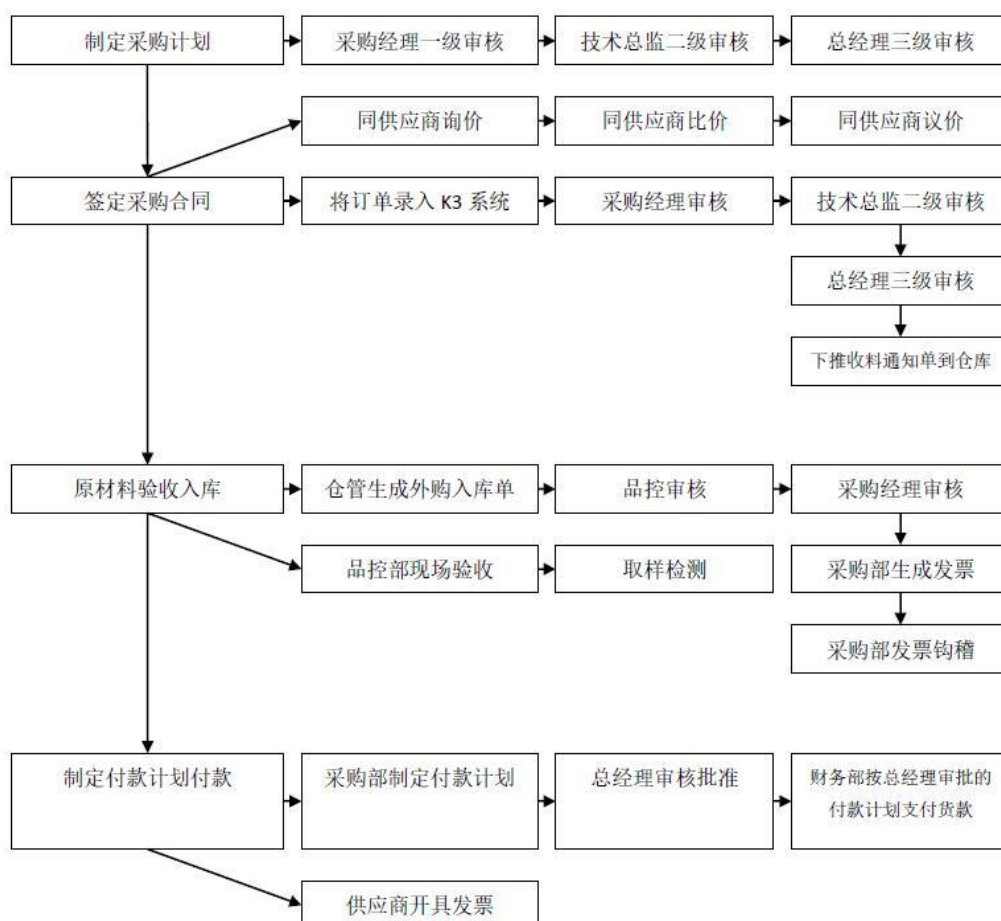 制定采购计划
采购经理一级审核
技术总监二级审核
总经理三级审核
同供应商询价
同供应商比价
同供应商议价
签定采购合同
将订单录入 K3 系统
采购经理审核
技术总监二级审核
总经理三级审核
下推收料通知单到仓库
原材料验收入库
仓管生成外购入库单
品控审核
采购经理审核
品控部现场验收
取样检测
采购部生成发票
采购部发票钩稽
制定付款计划付款
采购部制定付款计划
总经理审核批准
财务部按总经理审批的
付款计划支付货款
供应商开具发票